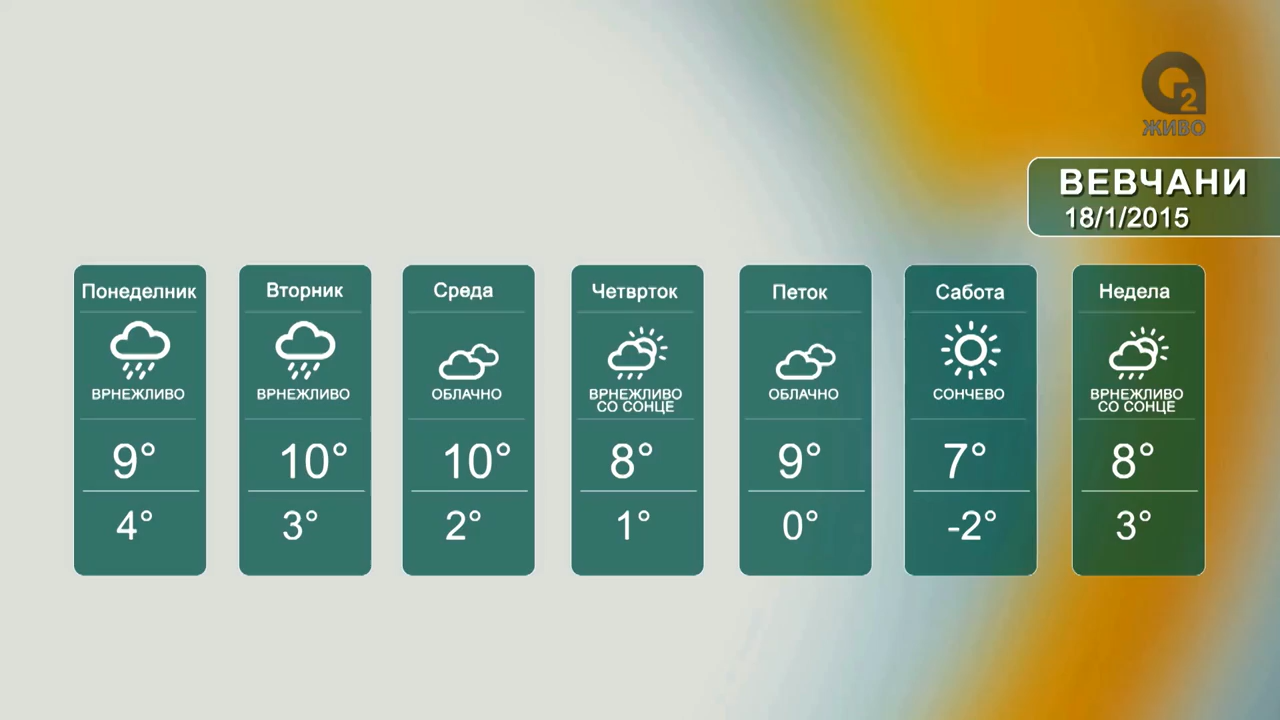 2
ЖИВО
ВЕВЧАНИ
18/1/2015
Понеделник
ВРНЕЖЛИВО
9°
4°
Вторник
ВРНЕЖЛИВО
10°
3°
Среда
ОБЛАЧНО
10°
2°
Четврток
ВРНЕЖЛИВО
СО СОНЦЕ
8°
1°
Петок
ОБЛАЧНО
9°
0°
Сабота
СОНЧЕВО
7°
-2°
Недела
ВРНЕЖЛИВО
СО СОНЦЕ
8°
3°